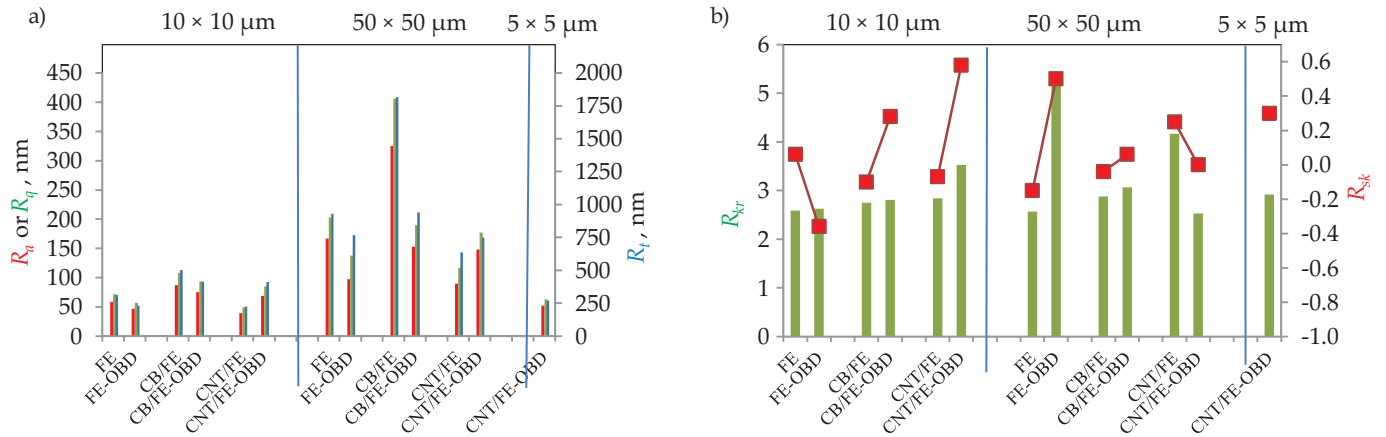 a)
10 × 10 μm
50 × 50 μm
5 × 5 μm
450
400
350
300
250
200
150
100
50
0
Ra or Rq , nm
2000
1750
1500
1250
1000
750
500
250
0
Rt , nm
FE
FE-OBD
CB/FE
CB/FE-OBD
CNT/FE
CNT/FE-OBD
FE
FE-OBD
CB/FE
CB/FE-OBD
CNT/FE
CNT/FE-OBD
CNT/FE-OBD
b)
10 × 10 μm
50 × 50 μm
5 × 5 μm
6
5
4
3
2
1
0
Rkr
0.6
0.4
0.2
0.0
-0.2
-0.4
-0.6
-0.8
-1.0
Rsk
FE
FE-OBD
CB/FE
CB/FE-OBD
CNT/FE
CNT/FE-OBD
FE
FE-OBD
CB/FE
CB/FE-OBD
CNT/FE
CNT/FE-OBD
CNT/FE-OBD